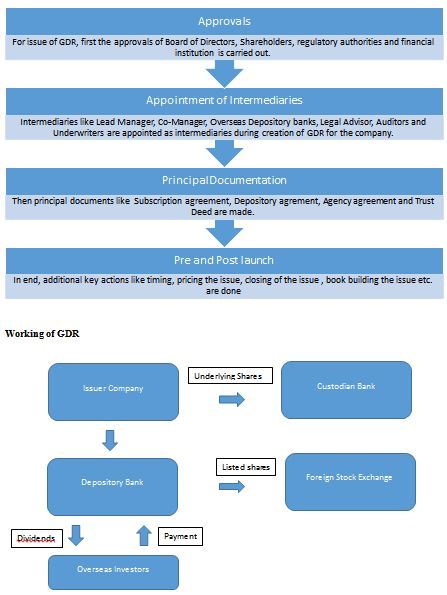 Approvals
For issue of GDR, first the approvals of Board of Directors, Shareholders, regulatory authorities and financial
institution is carried out.
Appointment of Intermediaries
Intermediaries like Lead Manager, Co-Manager, Overseas Depository banks, Legal Advisor, Auditors and
Underwriters are appointed as intermediaries during creation of GDR for the company.
Principal Documentation
Then principal documents like Subscription agreement, Depository agrement, Agency agreement and Trust
Deed are made.
Pre and Post launch
In end, additional key actions like timing, pricing the issue, closing of the issue , book building the issue etc.
are done
Working of GDR
Issuer Company
Underlying Shares
Custodian Bank
Depository Bank
Listed shares
Foreign Stock Exchange
Dividends
Payment
Overseas Investors